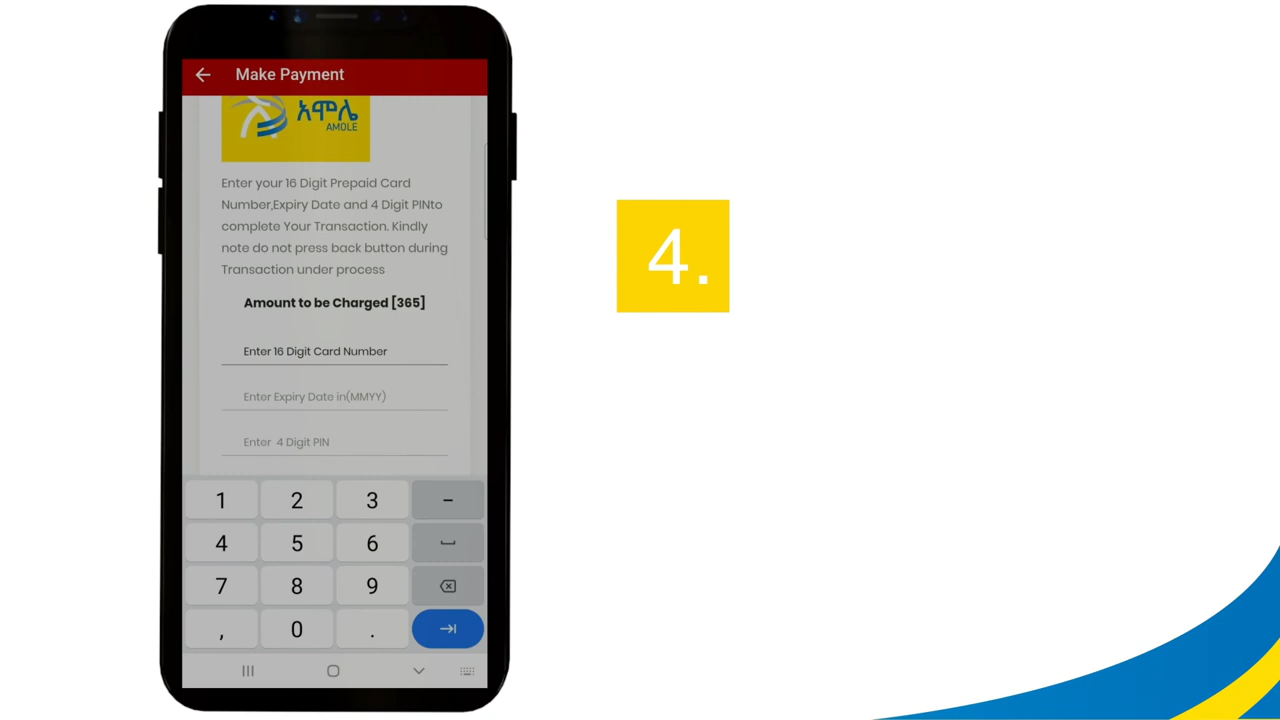 Make Payment
አሞሌ
AMOLE
Enter your 16 Digit Prepaid Card
Number,Expiry Date and 4 Digit PINto
complete Your Transaction. Kindly
note do not press back button during
Transaction under process
Amount to be Charged [365]
Enter 16 Digit Card Number
Enter Expiry Date in(MMYY)
Enter 4 Digit PIN
1 2 3 −
4 5 6
7 8 9
, 0 .
4.